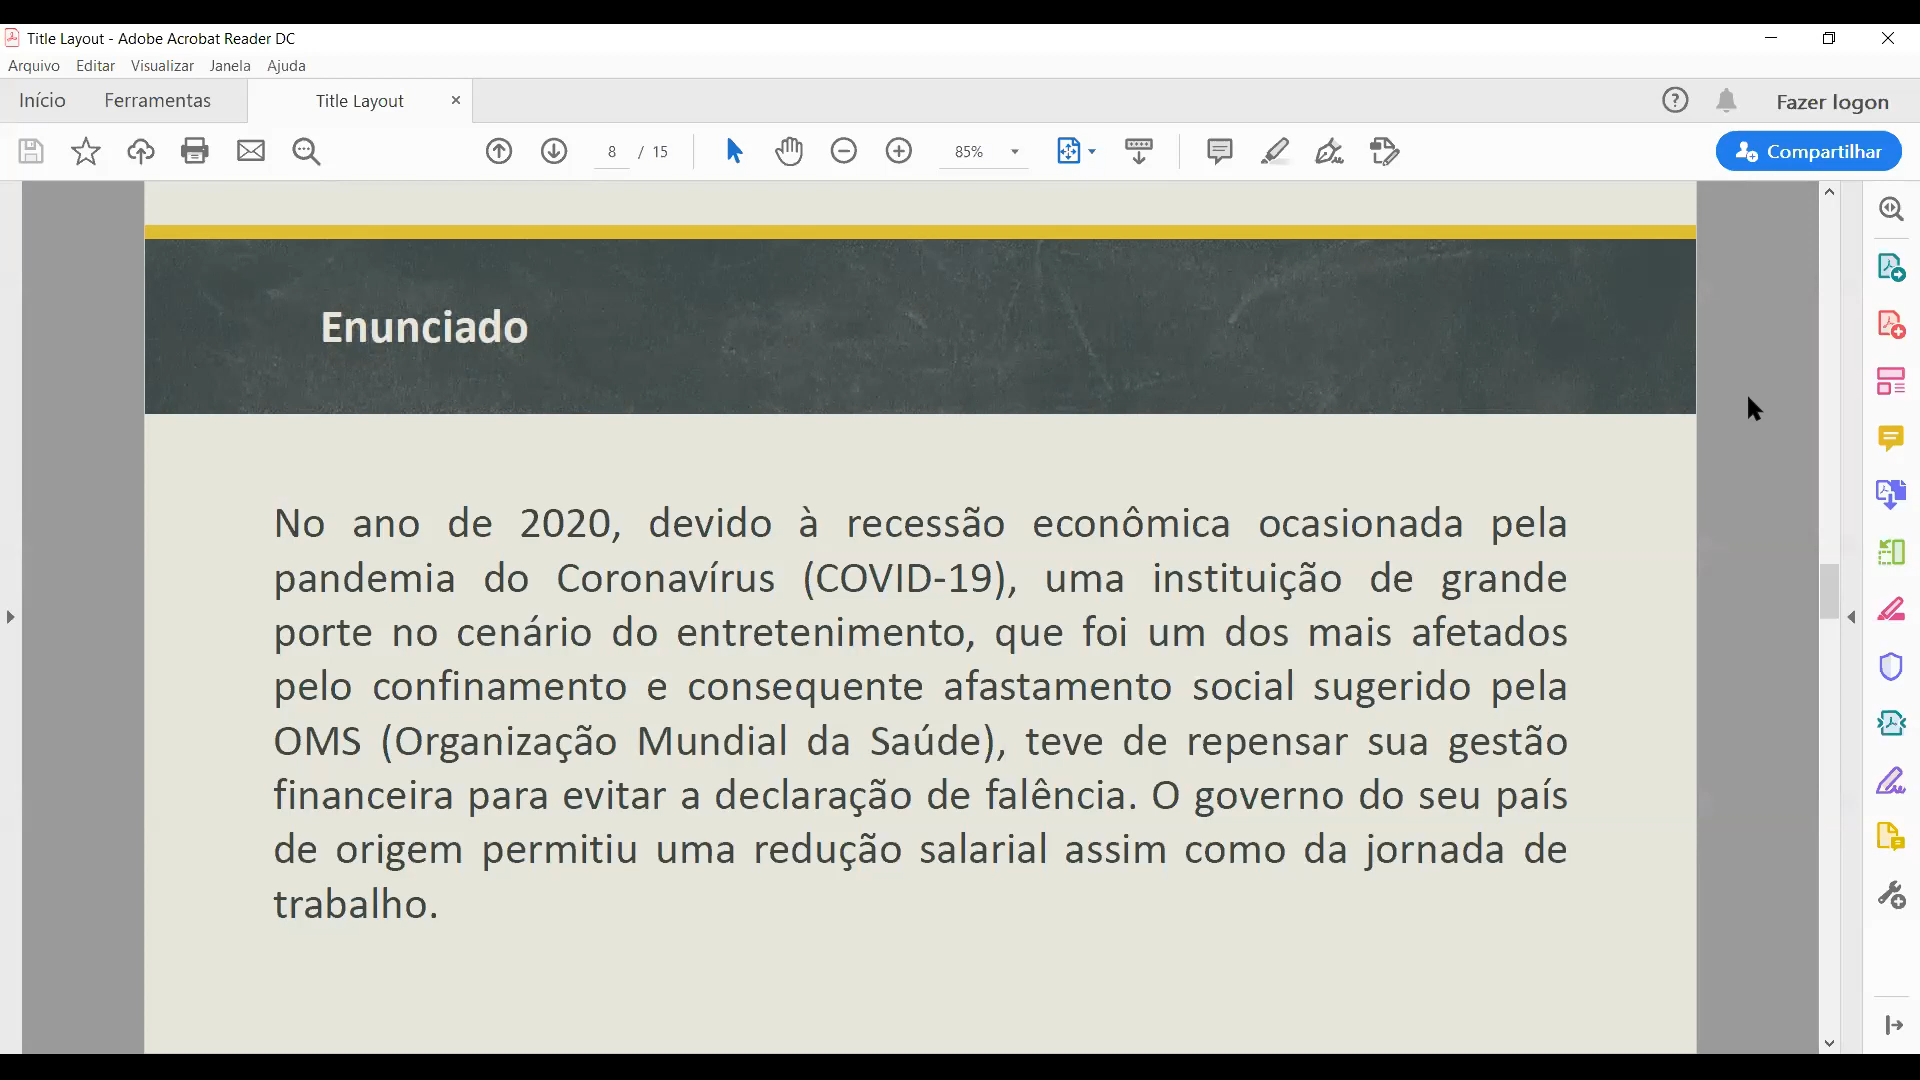 Title Layout - Adobe Acrobat Reader DC
Arquivo Editar Visualizar Janela Ajuda
Início Ferramentas Title Layout Fazer logon
8 / 15 85% Compartilhar
Enunciado
No ano de 2020, devido à recessão econômica ocasionada pela
pandemia do Coronavírus (COVID-19), uma instituição de grande
porte no cenário do entretenimento, que foi um dos mais afetados
pelo confinamento e consequente afastamento social sugerido pela
OMS (Organização Mundial da Saúde), teve de repensar sua gestão
financeira para evitar a declaração de falência. O governo do seu país
de origem permitiu uma redução salarial assim como da jornada de
trabalho.